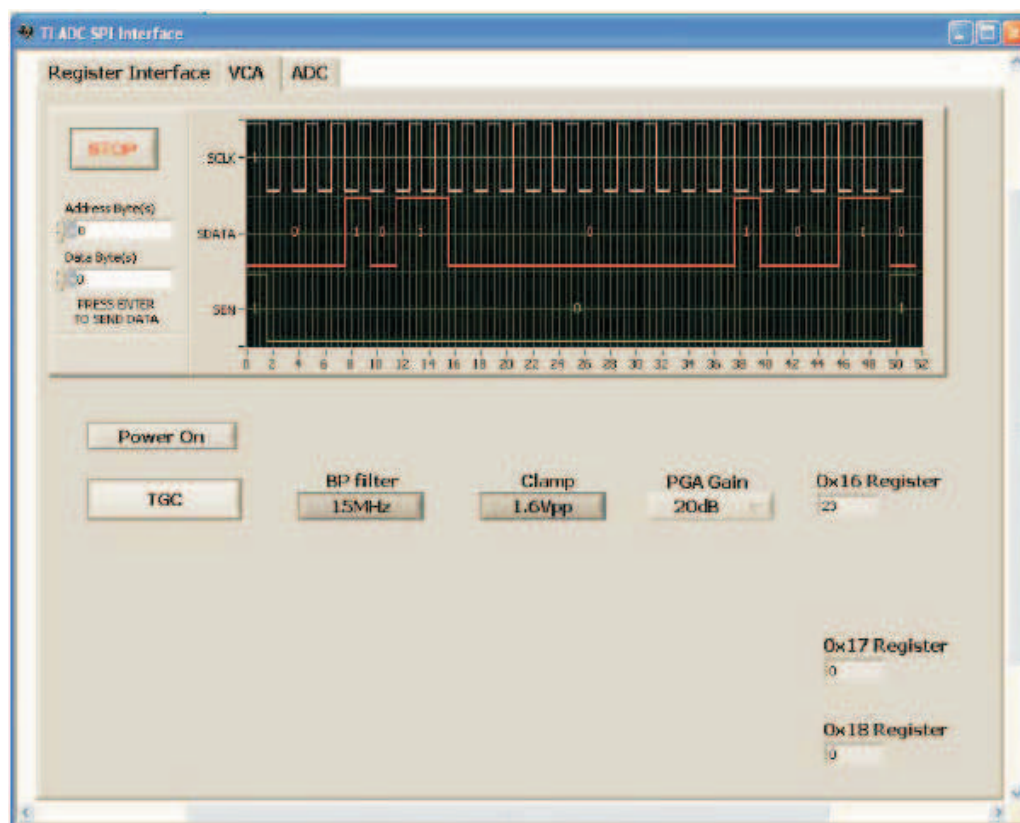 TI ADC SPI Interface
Register Interface VCA ADC
STOP
Address Byte(s)
0
Data Byte(s)
0
PRESS ENTER
TO SEND DATA
SCLK
1
SDATA
0 1 0 1 0 1 0 1 0
SEN
1 0 1
0 2 4 6 8 10 12 14 16 18 20 22 24 26 28 30 32 34 36 38 40 42 44 46 48 50 52
Power On
TGC
BP filter
15MHz
Clamp
1.6Vpp
PGA Gain
20dB
0x16 Register
23
0x17 Register
0
0x18 Register
0